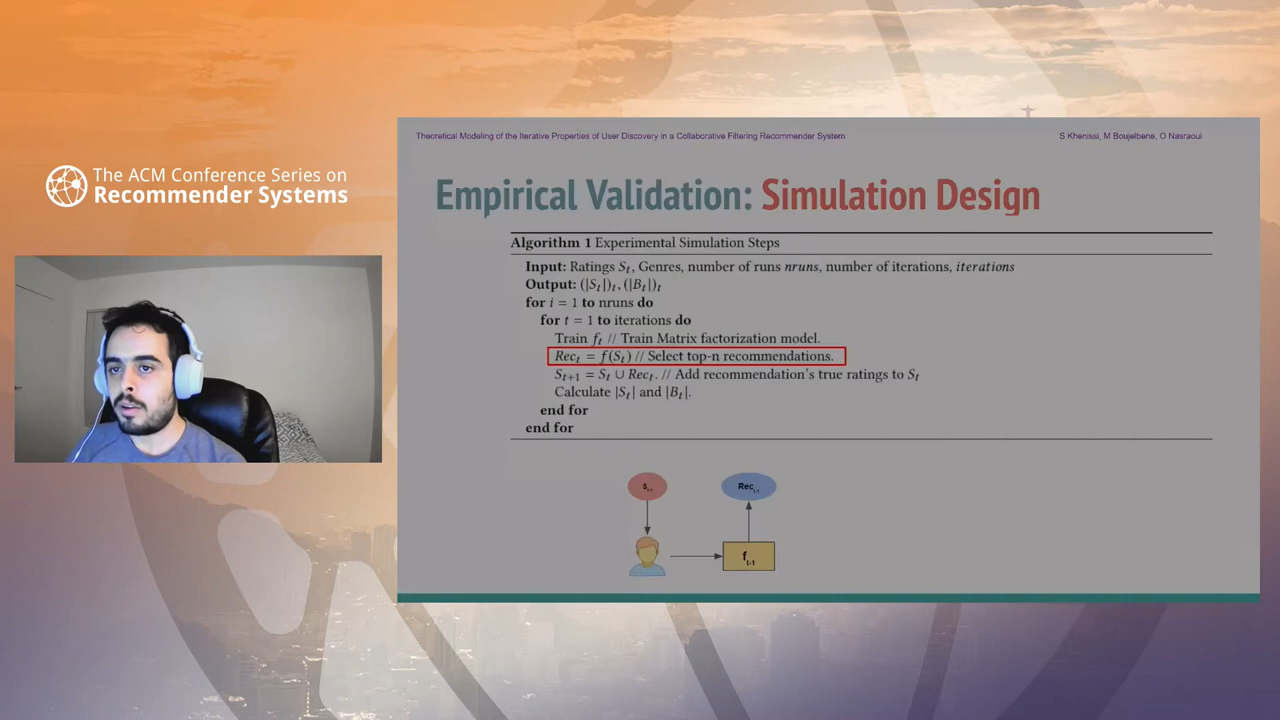 The ACM Conference Series on
Recommender Systems
Theoretical Modeling of the Iterative Properties of User Discovery in a Collaborative Filtering Recommender System
S Khenissi, M Boujelbene, O Nasraoui
Empirical Validation: Simulation Design
Algorithm 1 Experimental Simulation Steps
Input: Ratings S_t, Genres, number of runs nruns, number of iterations, iterations
Output: (|S_t|)_t, (|B_t|)_t
for i = 1 to nruns do
for t = 1 to iterations do
Train f_t // Train Matrix factorization model.
Rec_t = f(S_t) // Select top-n recommendations.
S_{t+1} = S_t ∪ Rec_t. // Add recommendation's true ratings to S_t
Calculate |S_t| and |B_t|.
end for
end for
S_{t-1}
Rec_{t-1}
f_{t-1}